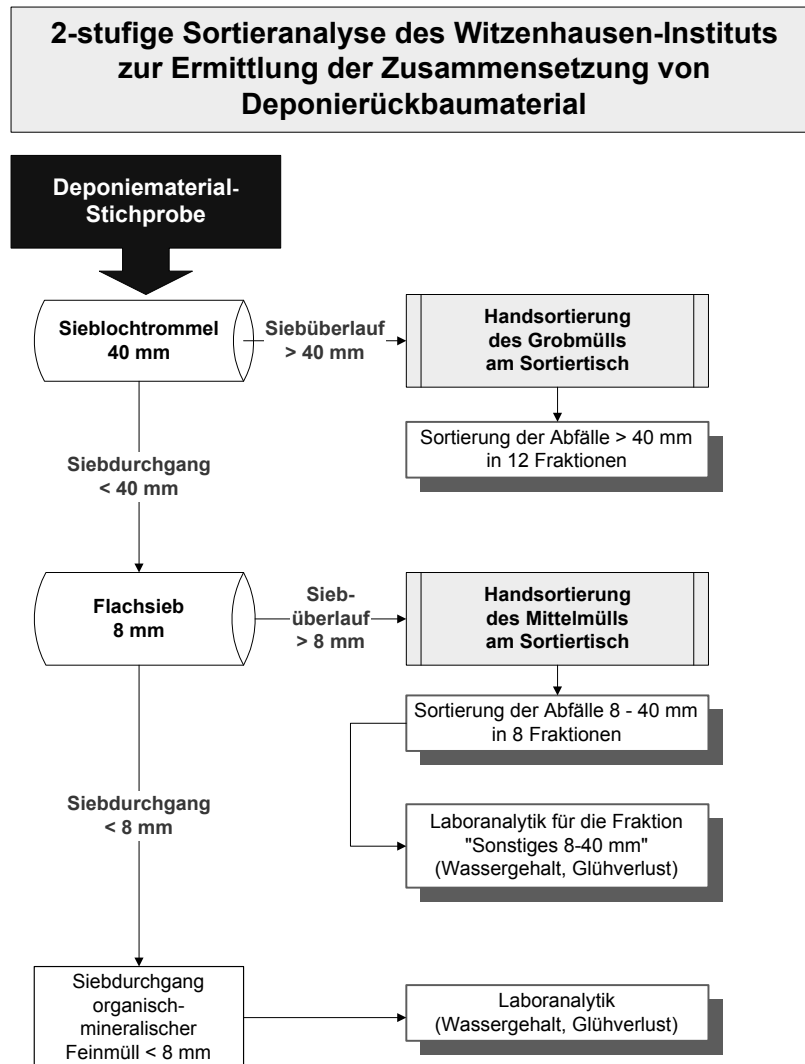 2-stufige Sortieranalyse des Witzenhausen-Instituts
zur Ermittlung der Zusammensetzung von
Deponierückbaumaterial
Deponiematerial-
Stichprobe
Sieblochtrommel
40 mm
Siebüberlauf
> 40 mm
Handsortierung
des Grobmülls
am Sortiertisch
Sortierung der Abfälle > 40 mm
in 12 Fraktionen
Siebdurchgang
< 40 mm
Flachsieb
8 mm
Sieb-
überlauf
> 8 mm
Handsortierung
des Mittelmülls
am Sortiertisch
Sortierung der Abfälle 8 - 40 mm
in 8 Fraktionen
Siebdurchgang
< 8 mm
Laboranalytik für die Fraktion
"Sonstiges 8-40 mm"
(Wassergehalt, Glühverlust)
Siebdurchgang
organisch-
mineralischer
Feinmüll < 8 mm
Laboranalytik
(Wassergehalt, Glühverlust)